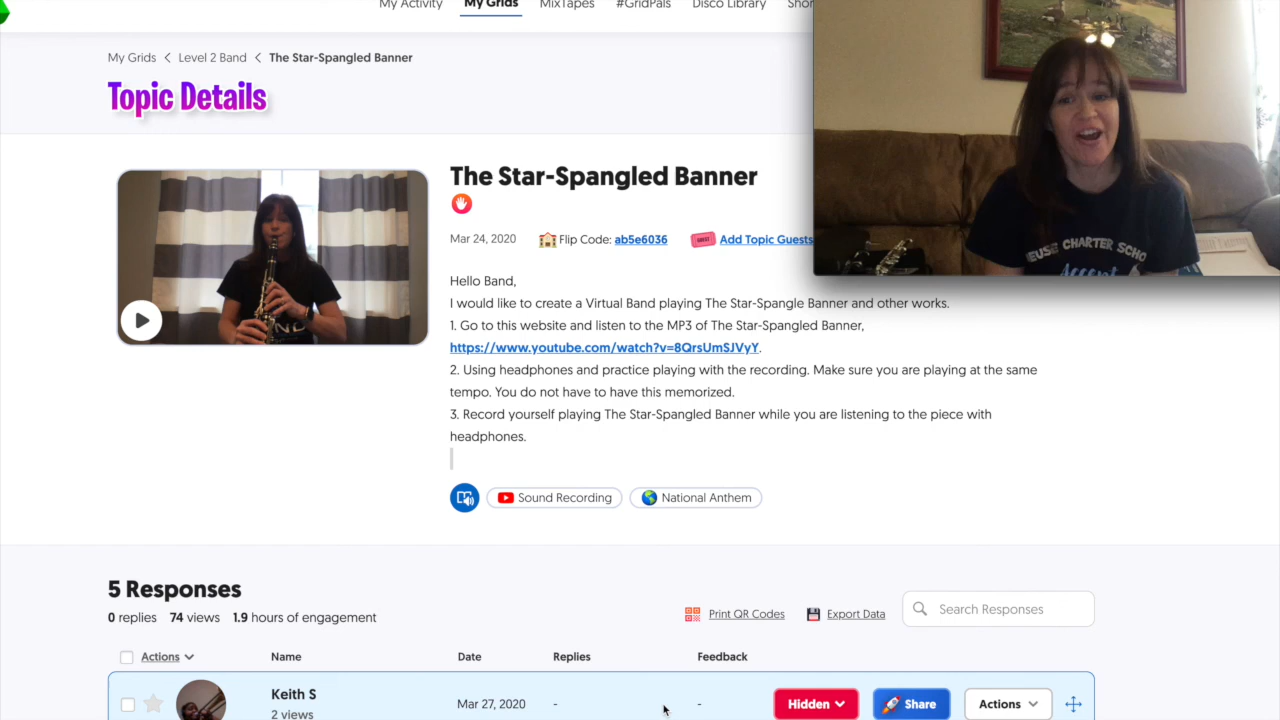 My Activity
My Grids
MixTapes
#GridPals
Disco Library
My Grids < Level 2 Band < The Star-Spangled Banner
Topic Details
The Star-Spangled Banner
Mar 24, 2020
Flip Code: ab5e6036
Add Topic Guests
EUSE CHARTER SCHO
Accent
Hello Band,
I would like to create a Virtual Band playing The Star-Spangle Banner and other works.
1. Go to this website and listen to the MP3 of The Star-Spangled Banner,
https://www.youtube.com/watch?v=8QrsUmSJVyY.
2. Using headphones and practice playing with the recording. Make sure you are playing at the same
tempo. You do not have to have this memorized.
3. Record yourself playing The Star-Spangled Banner while you are listening to the piece with
headphones.
Sound Recording
National Anthem
5 Responses
0 replies 74 views 1.9 hours of engagement
Print QR Codes
Export Data
Search Responses
Actions
Name
Date
Replies
Feedback
Keith S
2 views
Mar 27, 2020
-
-
Hidden
Share
Actions